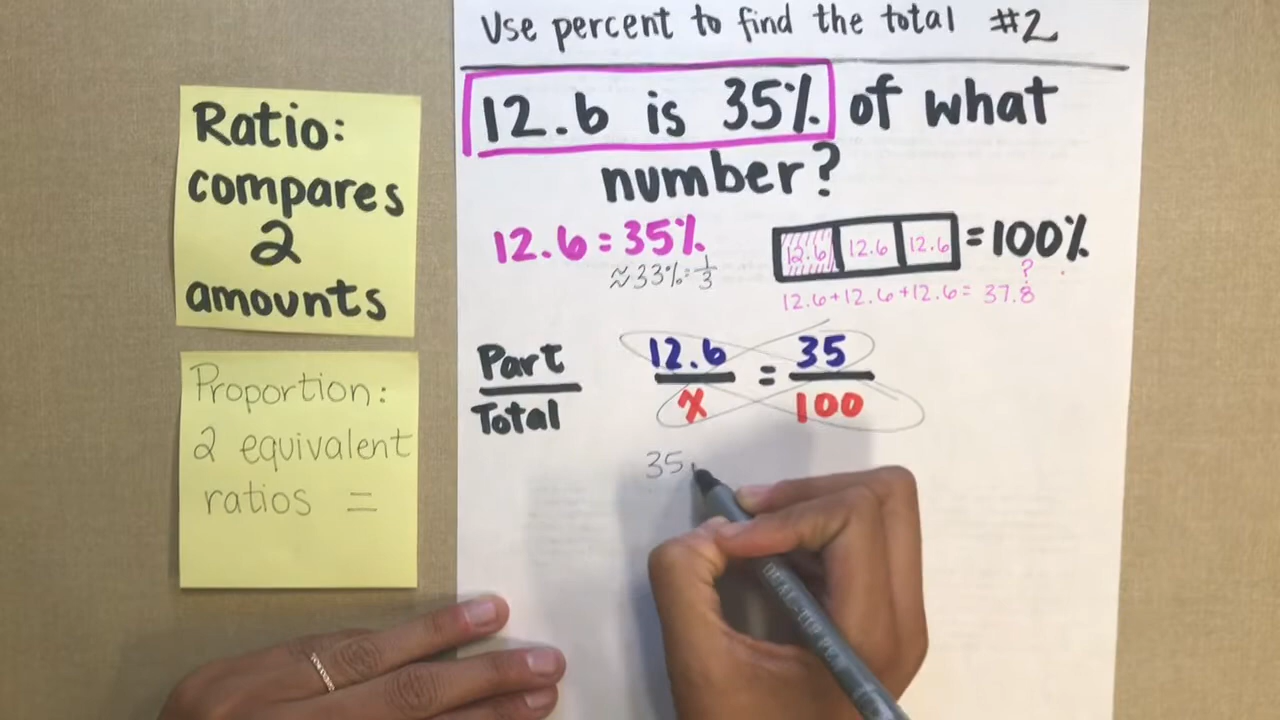 Ratio:
compares
2
amounts
Proportion:
2 equivalent
ratios =
Use percent to find the total #2
12.6 is 35% of what
number?
12.6 = 35%
≈33%=1/3
12.6 12.6 12.6 = 100%
?
12.6+12.6+12.6= 37.8
Part 12.6 = 35
Total x 100
35